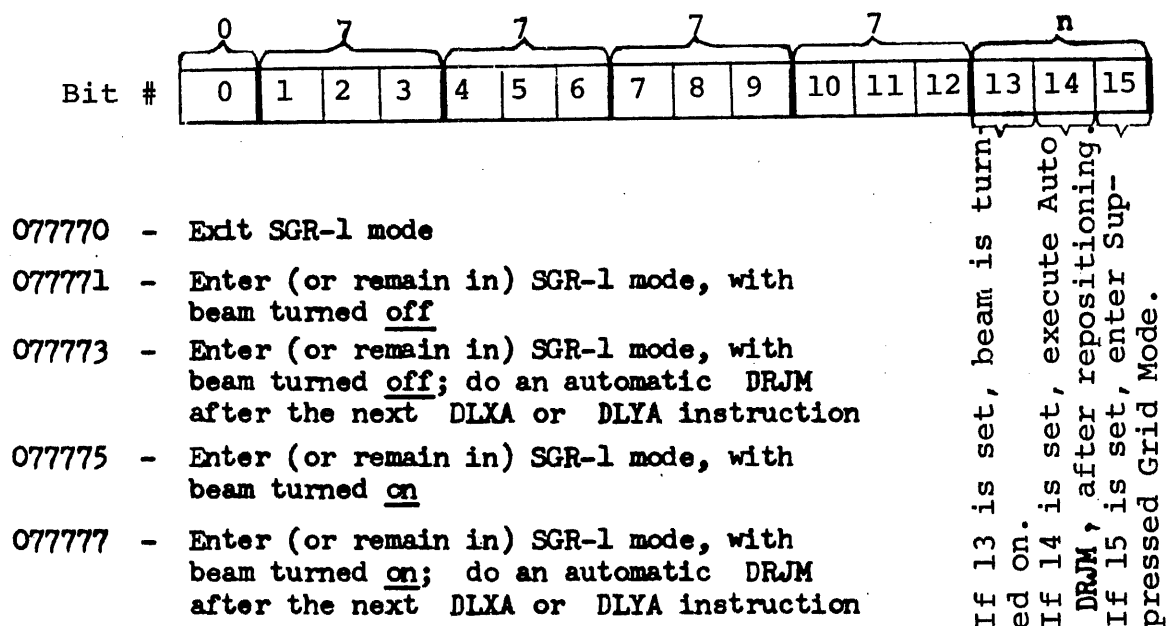 0 7 7 7 7 n
Bit # 0 1 2 3 4 5 6 7 8 9 10 11 12 13 14 15
077770 - Exit SGR-1 mode
077771 - Enter (or remain in) SGR-1 mode, with
beam turned off
077773 - Enter (or remain in) SGR-1 mode, with
beam turned off; do an automatic DRJM
after the next DLXA or DLYA instruction
077775 - Enter (or remain in) SGR-1 mode, with
beam turned on
077777 - Enter (or remain in) SGR-1 mode, with
beam turned on; do an automatic DRJM
after the next DLXA or DLYA instruction
If 13 is set, beam is turn-
ed on.
If 14 is set, execute Auto
DRJM, after repositioning.
If 15 is set, enter Sup-
pressed Grid Mode.